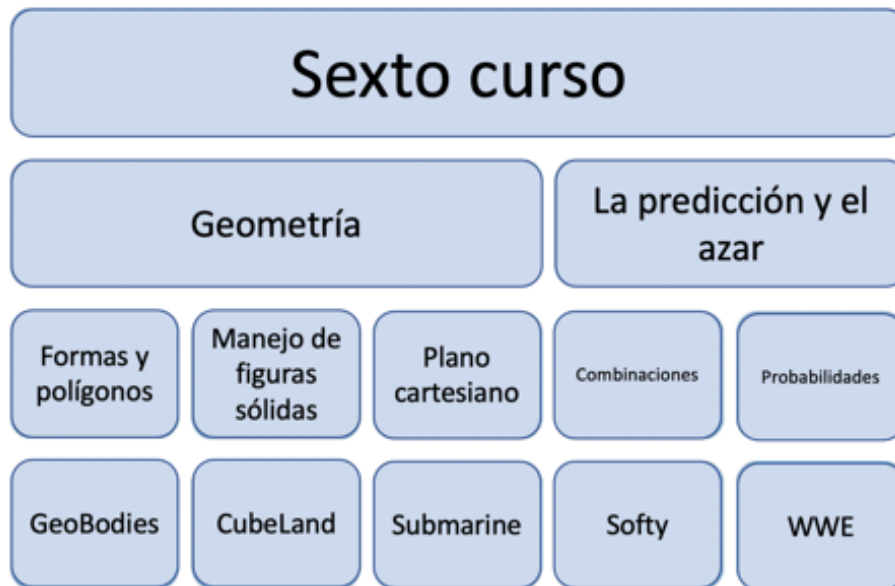 Sexto curso
Geometría
La predicción y el
azar
Formas y
polígonos
Manejo de
figuras
sólidas
Plano
cartesiano
Combinaciones
Probabilidades
GeoBodies
CubeLand
Submarine
Softy
WWE